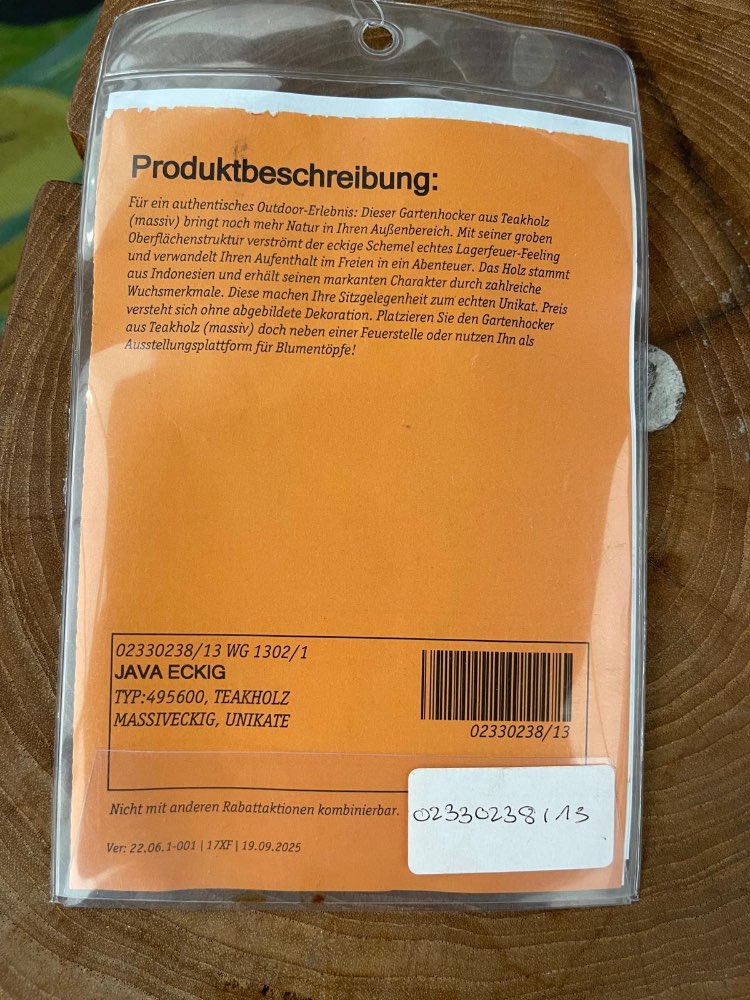 Produktbeschreibung:
Für ein authentisches Outdoor-Erlebnis: Dieser Gartenhocker aus Teakholz
(massiv) bringt noch mehr Natur in Ihren Außenbereich. Mit seiner groben
Oberflächenstruktur verströmt der eckige Schemel echtes Lagerfeuer-Feeling
und verwandelt Ihren Aufenthalt im Freien in ein Abenteuer. Das Holz stammt
aus Indonesien und erhält seinen markanten Charakter durch zahlreiche
Wuchsmerkmale. Diese machen Ihre Sitzgelegenheit zum echten Unikat. Preis
versteht sich ohne abgebildete Dekoration. Platzieren Sie den Gartenhocker
aus Teakholz (massiv) doch neben einer Feuerstelle oder nutzen Ihn als
Ausstellungsplattform für Blumentöpfe!
02330238/13 WG 1302/1
JAVA ECKIG
TYP:495600, TEAKHOLZ
MASSIVECKIG, UNIKATE
02330238/13
Nicht mit anderen Rabattaktionen kombinierbar.
02330238/13
Ver: 22.06.1-001 | 17XF | 19.09.2025